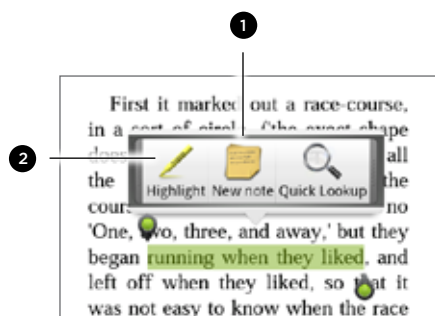 1
2
First it marked out a race-course,
in a sort of circle, ('the exact shape
all
Highlight New note Quick Lookup
the the
cour no
'One, two, three, and away,' but they
began running when they liked, and
left off when they liked, so that it
was not easy to know when the race